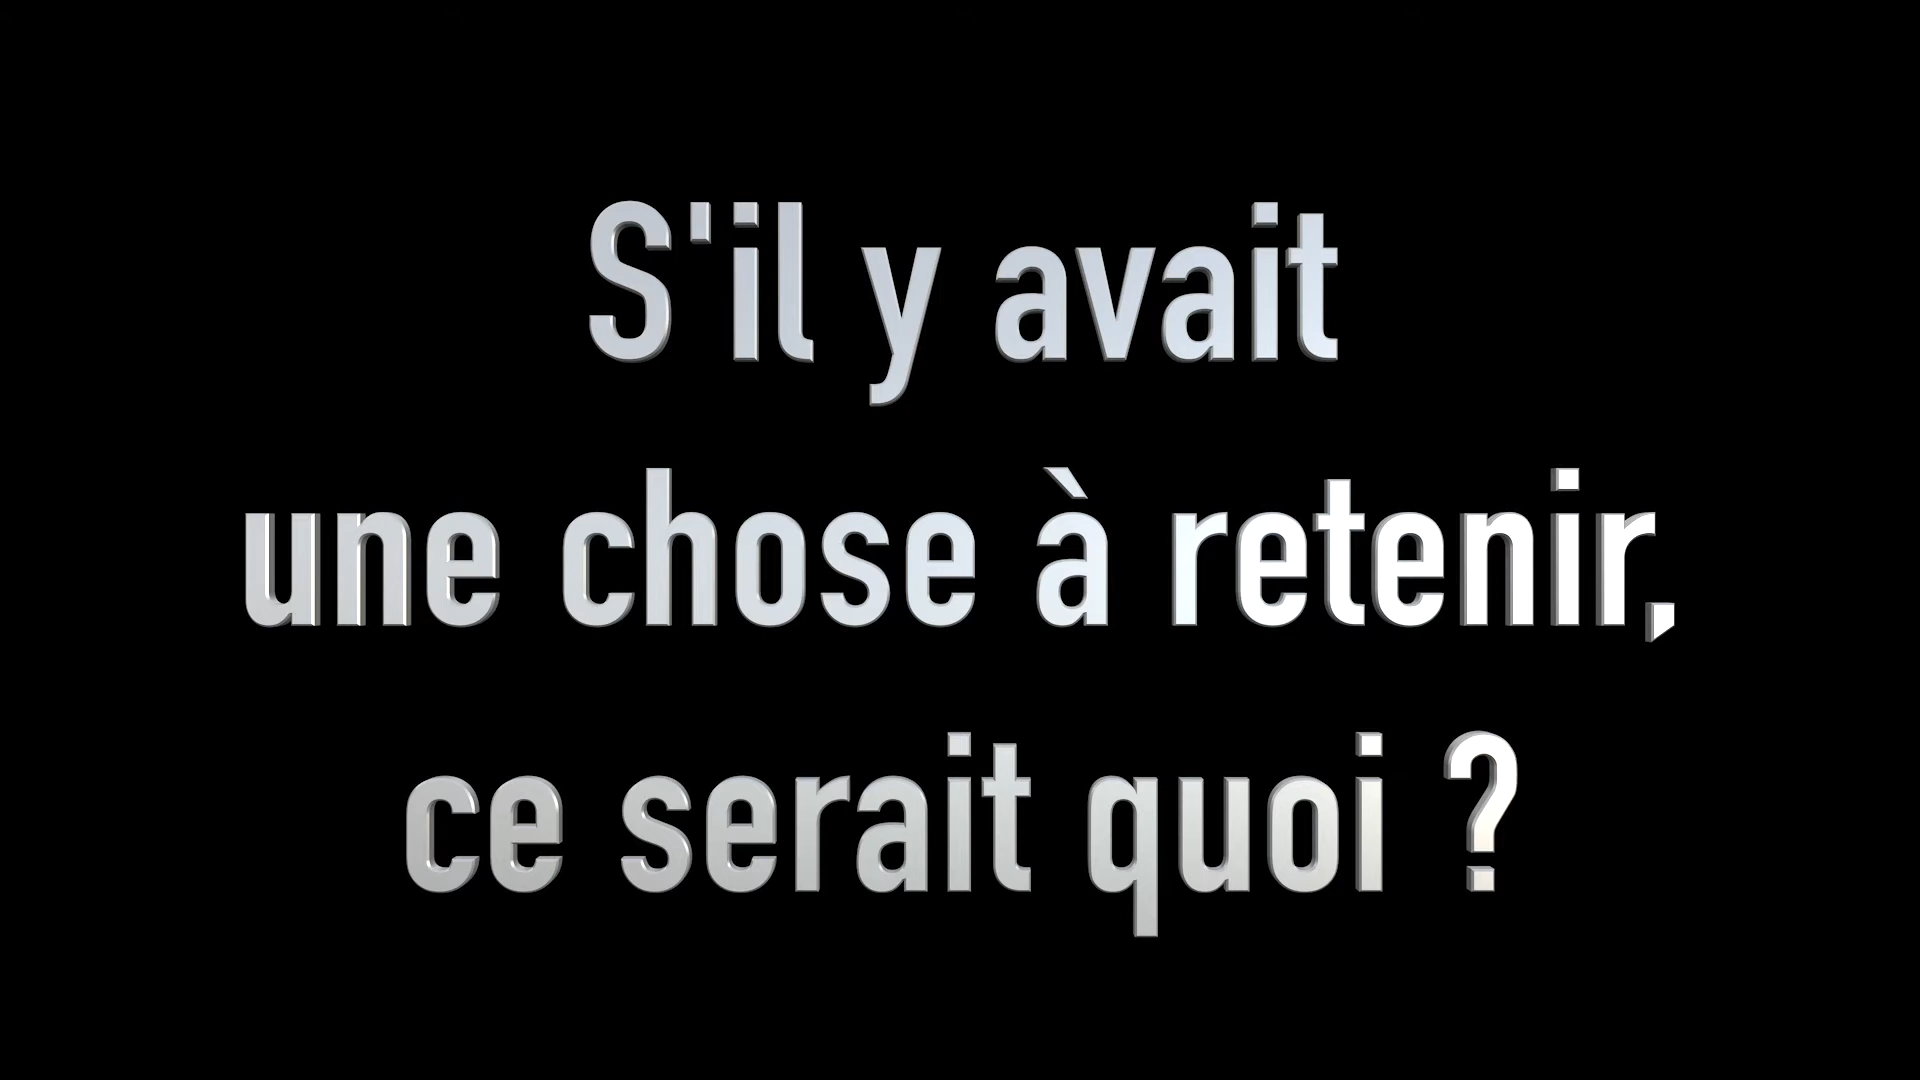 S'il y avait
une chose à retenir,
ce serait quoi ?